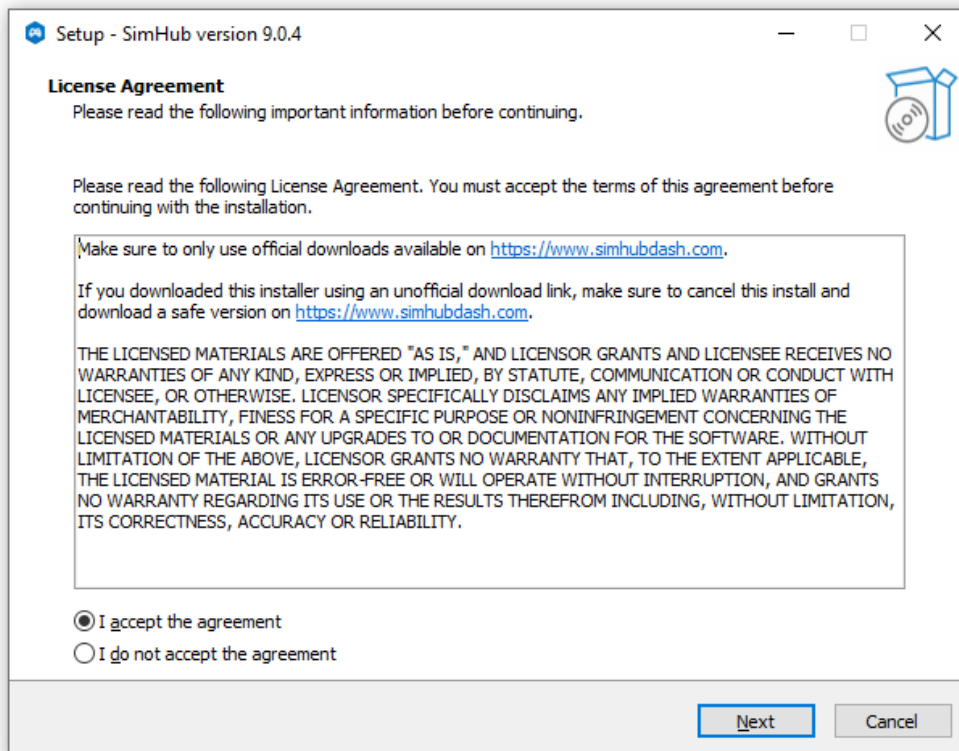 Setup - SimHub version 9.0.4
License Agreement
Please read the following important information before continuing.
Please read the following License Agreement. You must accept the terms of this agreement before
continuing with the installation.
Make sure to only use official downloads available on https://www.simhubdash.com.
If you downloaded this installer using an unofficial download link, make sure to cancel this install and
download a safe version on https://www.simhubdash.com.
THE LICENSED MATERIALS ARE OFFERED "AS IS," AND LICENSOR GRANTS AND LICENSEE RECEIVES NO
WARRANTIES OF ANY KIND, EXPRESS OR IMPLIED, BY STATUTE, COMMUNICATION OR CONDUCT WITH
LICENSEE, OR OTHERWISE. LICENSOR SPECIFICALLY DISCLAIMS ANY IMPLIED WARRANTIES OF
MERCHANTABILITY, FINESS FOR A SPECIFIC PURPOSE OR NONINFRINGEMENT CONCERNING THE
LICENSED MATERIALS OR ANY UPGRADES TO OR DOCUMENTATION FOR THE SOFTWARE. WITHOUT
LIMITATION OF THE ABOVE, LICENSOR GRANTS NO WARRANTY THAT, TO THE EXTENT APPLICABLE,
THE LICENSED MATERIAL IS ERROR-FREE OR WILL OPERATE WITHOUT INTERRUPTION, AND GRANTS
NO WARRANTY REGARDING ITS USE OR THE RESULTS THEREFROM INCLUDING, WITHOUT LIMITATION,
ITS CORRECTNESS, ACCURACY OR RELIABILITY.
I accept the agreement
I do not accept the agreement
Next Cancel